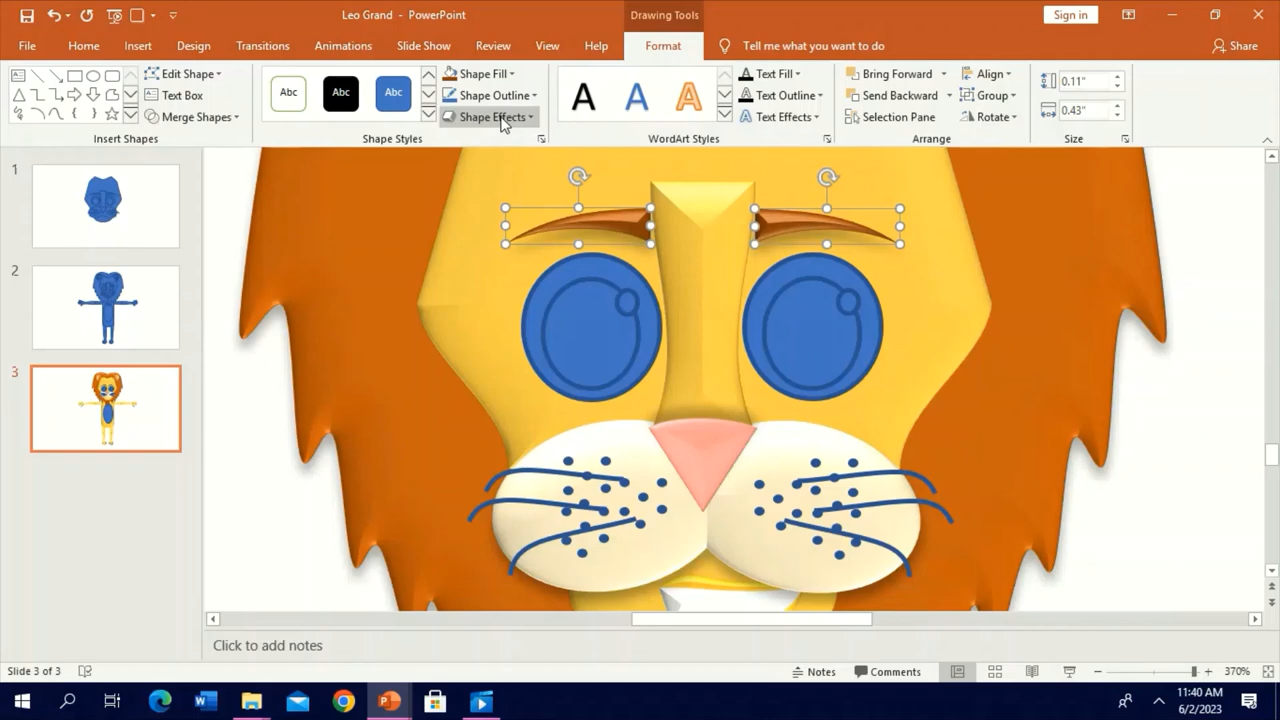 Leo Grand - PowerPoint
Drawing Tools
Sign in
File
Home
Insert
Design
Transitions
Animations
Slide Show
Review
View
Help
Format
Tell me what you want to do
Share
Edit Shape
Text Box
Merge Shapes
Insert Shapes
Abc
Abc
Abc
Shape Fill
Shape Outline
Shape Effects
Shape Styles
A
A
A
Text Fill
Text Outline
Text Effects
WordArt Styles
Bring Forward
Send Backward
Selection Pane
Align
Group
Rotate
Arrange
0.11"
0.43"
Size
1
2
3
Click to add notes
Slide 3 of 3
Notes
Comments
370%
11:40 AM
6/2/2023